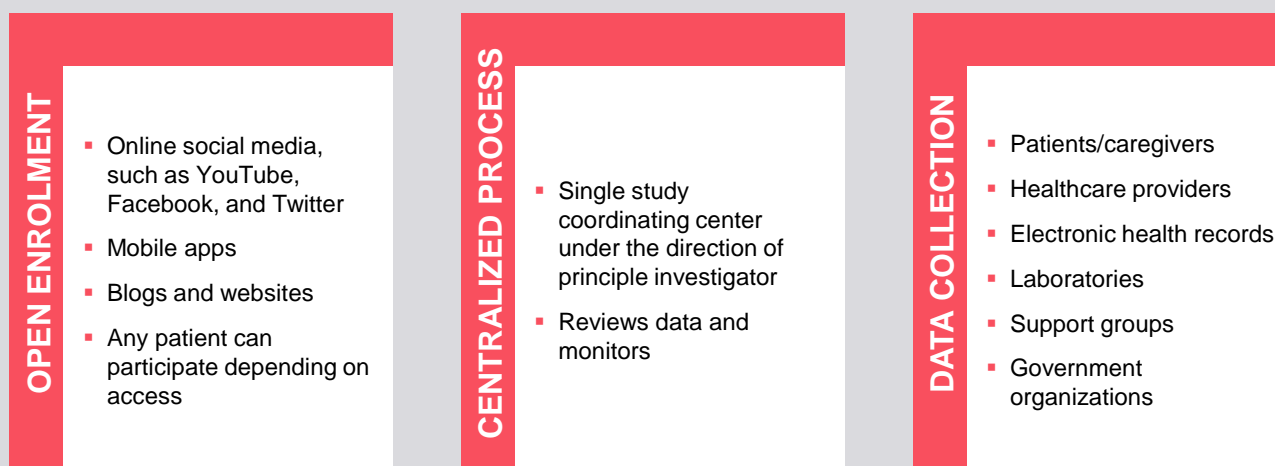 OPEN ENROLMENT
▪ Online social media,
such as YouTube,
Facebook, and Twitter
▪ Mobile apps
▪ Blogs and websites
▪ Any patient can
participate depending on
access
CENTRALIZED PROCESS
▪ Single study
coordinating center
under the direction of
principle investigator
▪ Reviews data and
monitors
DATA COLLECTION
▪ Patients/caregivers
▪ Healthcare providers
▪ Electronic health records
▪ Laboratories
▪ Support groups
▪ Government
organizations